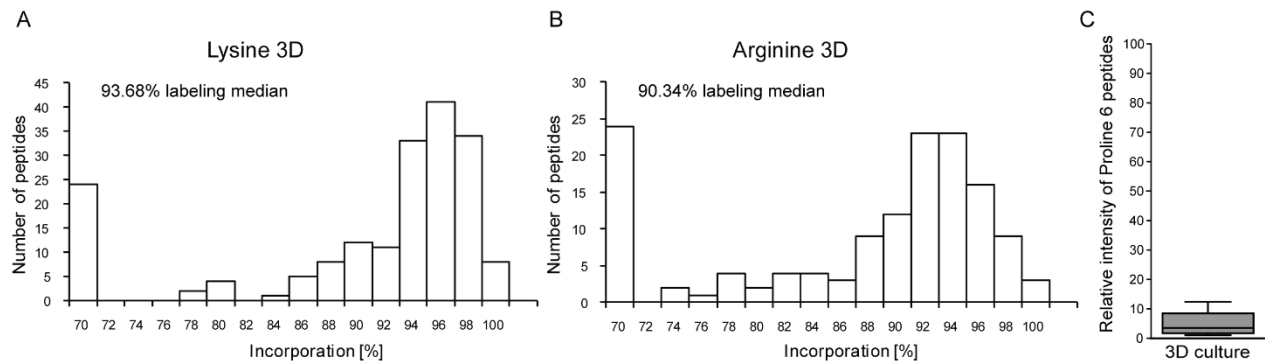 A
Lysine 3D
93.68% labeling median
Number of peptides
45
40
35
30
25
20
15
10
5
0
70 72 74 76 78 80 82 84 86 88 90 92 94 96 98 100
Incorporation [%]
B
Arginine 3D
90.34% labeling median
Number of peptides
30
25
20
15
10
5
0
70 72 74 76 78 80 82 84 86 88 90 92 94 96 98 100
Incorporation [%]
C
Relative intensity of Proline 6 peptides
100
90
80
70
60
50
40
30
20
10
0
3D culture